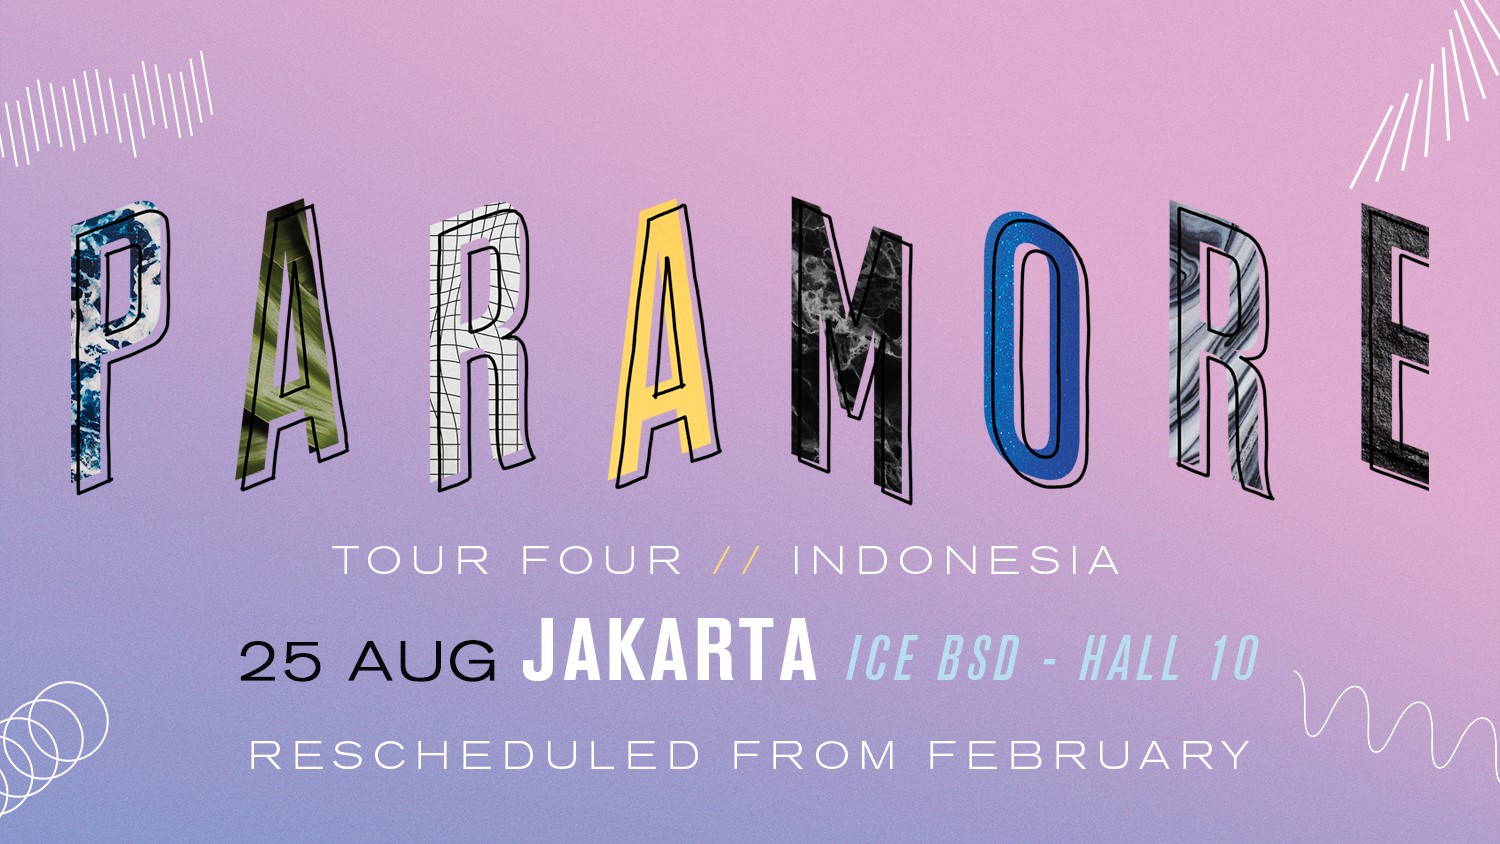 PARAMORE
TOUR FOUR // INDONESIA
25 AUG JAKARTA ICE BSD - HALL 10
RESCHEDULED FROM FEBRUARY